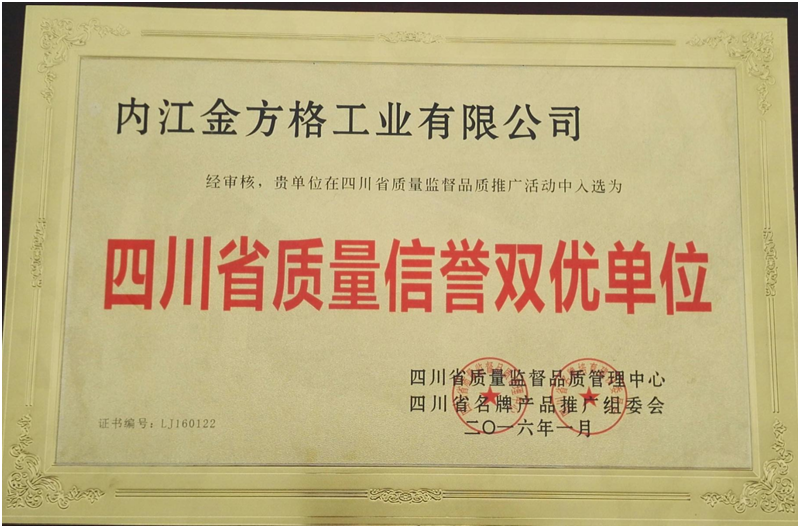 内江金方格工业有限公司
经审核，贵单位在四川省质量监督品质推广活动中入选为
四川省质量信誉双优单位
四川省质量监督品质管理中心
四川省名牌产品推广组委会
二〇一六年一月
证书编号：LJ160122